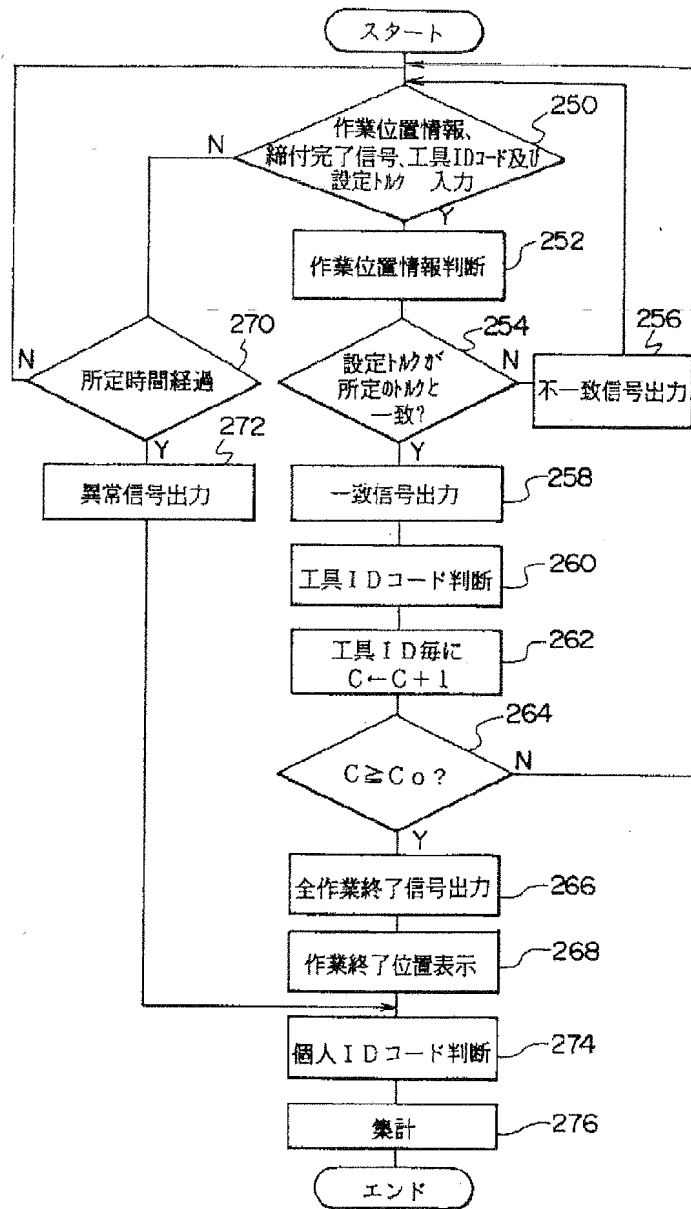 スタート
250
作業位置情報、
締付完了信号、工具IDコード及び
設定トルク 入力
N
Y
252
作業位置情報判断
270
所定時間経過
N
Y
254
設定トルクが
所定のトルクと
一致?
N
Y
256
不一致信号出力
272
異常信号出力
一致信号出力
258
工具IDコード判断
260
工具ID毎に
C←C+1
262
264
C≧Co?
N
Y
全作業終了信号出力
266
作業終了位置表示
268
個人IDコード判断
274
集計
276
エンド